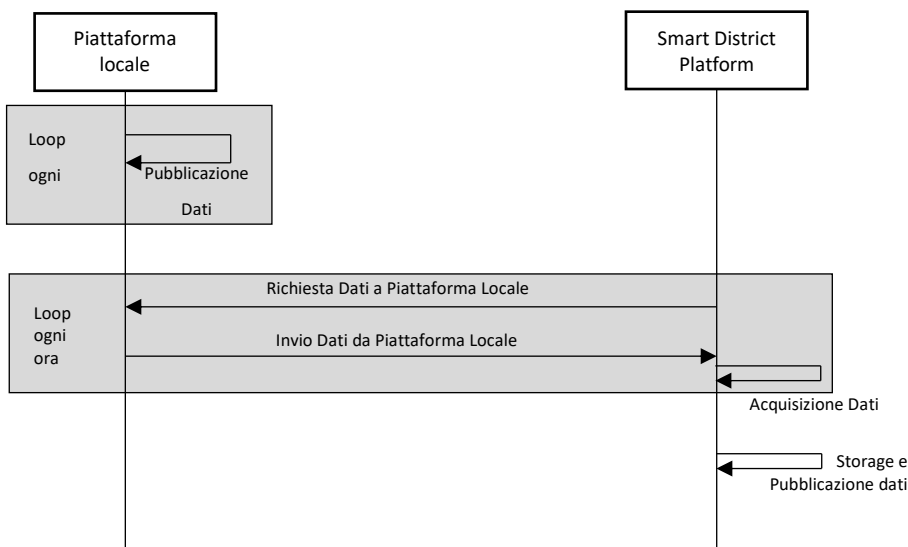 Piattaforma
locale
Smart District
Platform
Loop
ogni
Pubblicazione
Dati
Richiesta Dati a Piattaforma Locale
Loop
ogni
ora
Invio Dati da Piattaforma Locale
Acquisizione Dati
Storage e
Pubblicazione dati